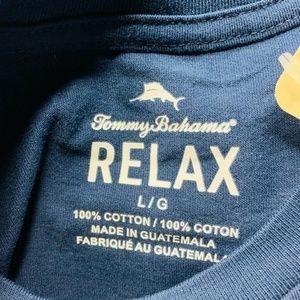 Tommy Bahama®
RELAX
L/G
100% COTTON / 100% COTON
MADE IN GUATEMALA
FABRIQUÉ AU GUATEMALA